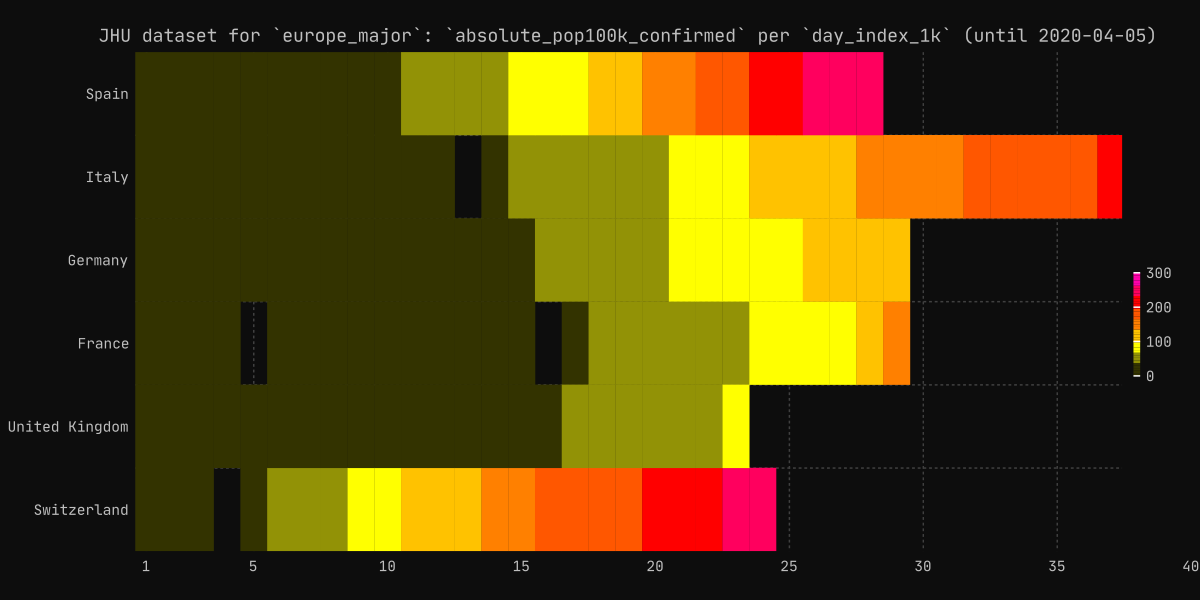 JHU dataset for `europe_major`: `absolute_pop100k_confirmed` per `day_index_1k` (until 2020-04-05)
Spain
Italy
Germany
France
United Kingdom
Switzerland
300
200
100
0
1 5 10 15 20 25 30 35 40